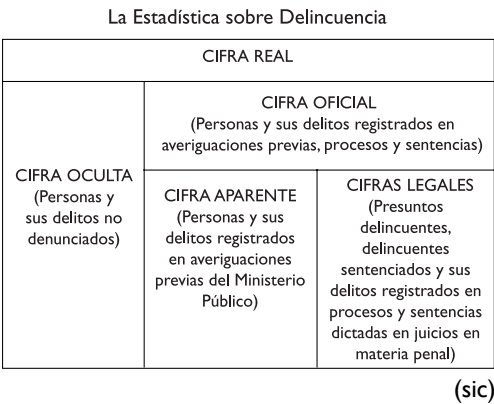 La Estadística sobre Delincuencia
CIFRA REAL
CIFRA OCULTA
(Personas y
sus delitos no
denunciados)
CIFRA OFICIAL
(Personas y sus delitos registrados en
averiguaciones previas, procesos y sentencias)
CIFRA APARENTE
(Personas y sus
delitos registrados
en averiguaciones
previas del Ministerio
Público)
CIFRAS LEGALES
(Presuntos
delincuentes,
delincuentes
sentenciados y sus
delitos registrados en
procesos y sentencias
dictadas en juicios en
materia penal)
(sic)